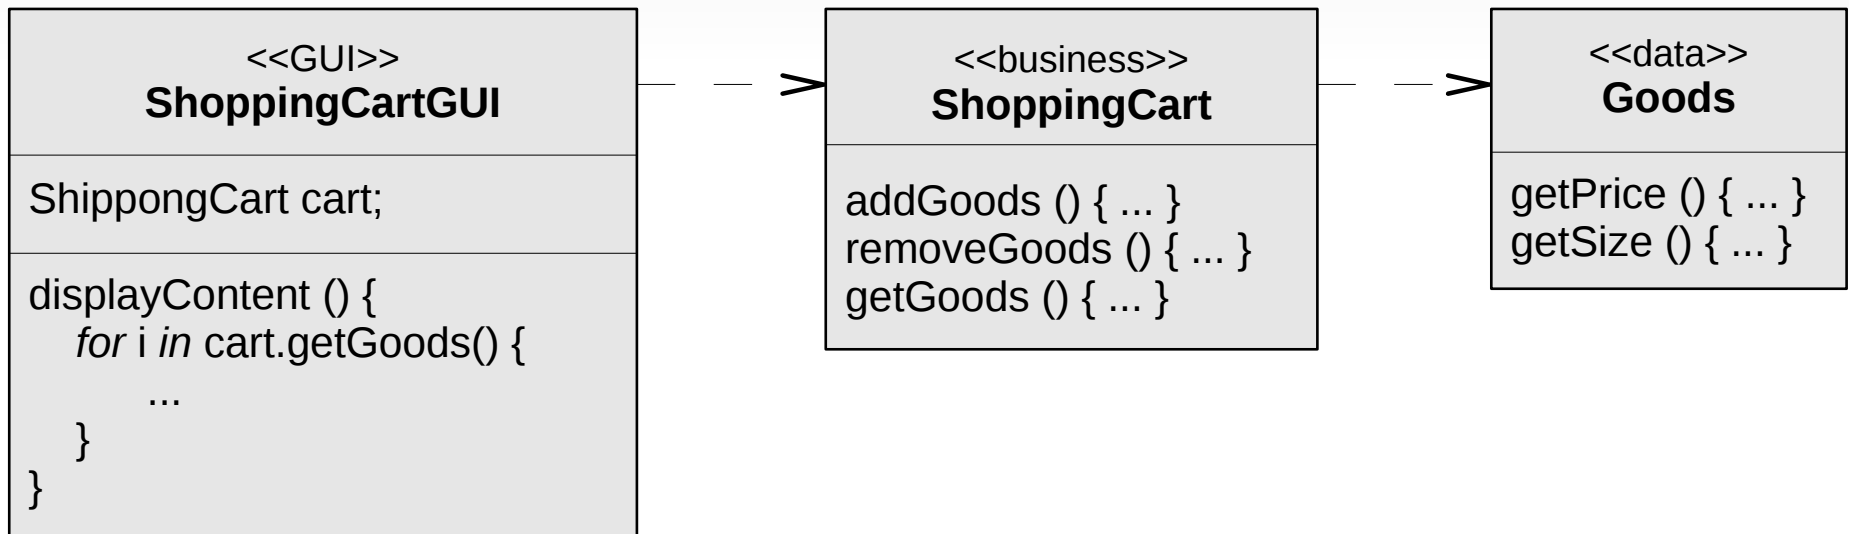 <<GUI>>
ShoppingCartGUI
ShippongCart cart;
displayContent () {
for i in cart.getGoods() {
...
}
}
<<business>>
ShoppingCart
addGoods () { ... }
removeGoods () { ... }
getGoods () { ... }
<<data>>
Goods
getPrice () { ... }
getSize () { ... }